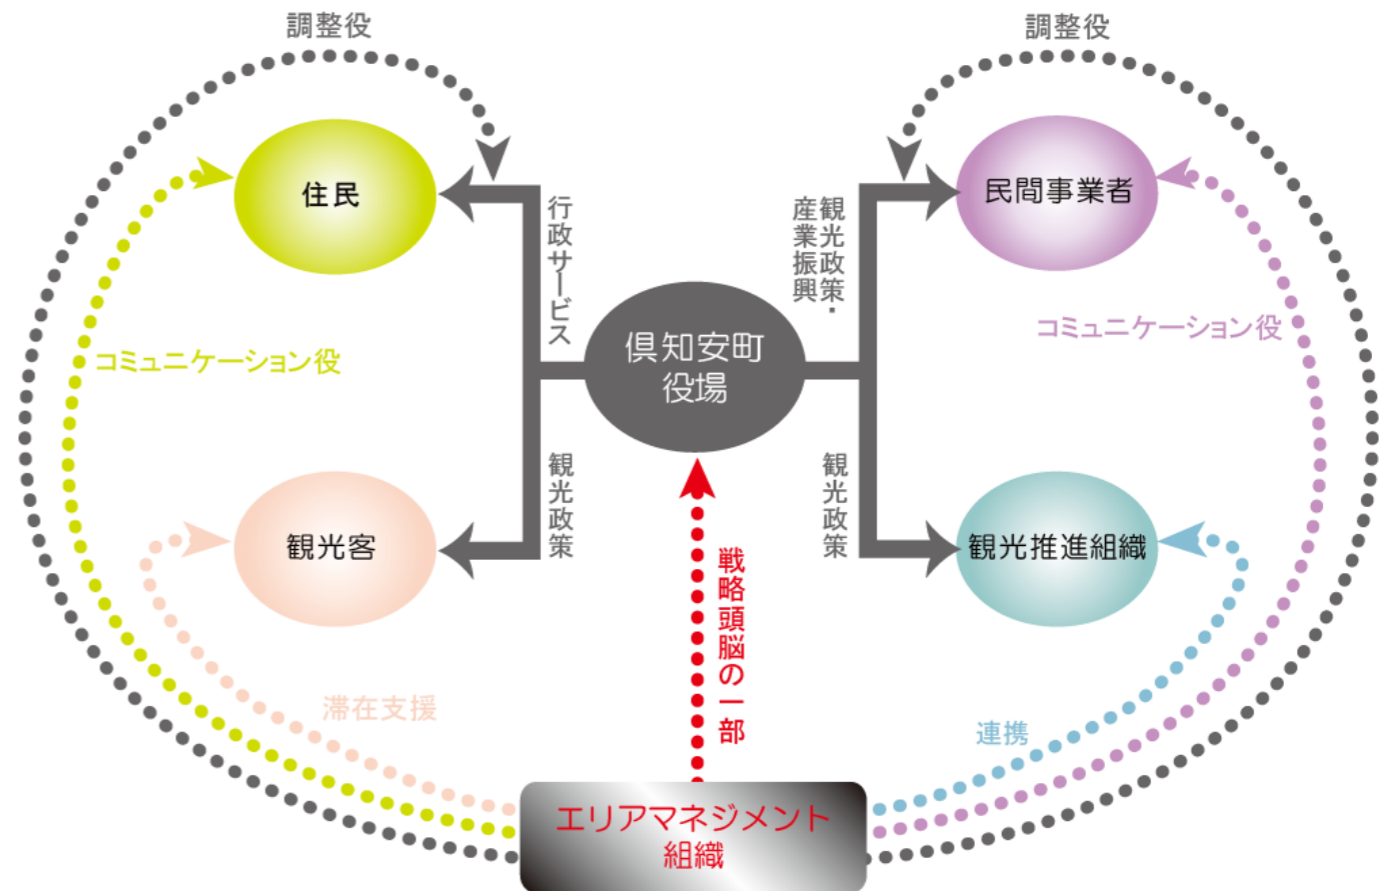 調整役
調整役
住民
民間事業者
行政サービス
観光政策・
産業振興
倶知安町
役場
コミュニケーション役
コミュニケーション役
観光政策
観光政策
観光客
観光推進組織
戦略頭脳の一部
滞在支援
連携
エリアマネジメント
組織